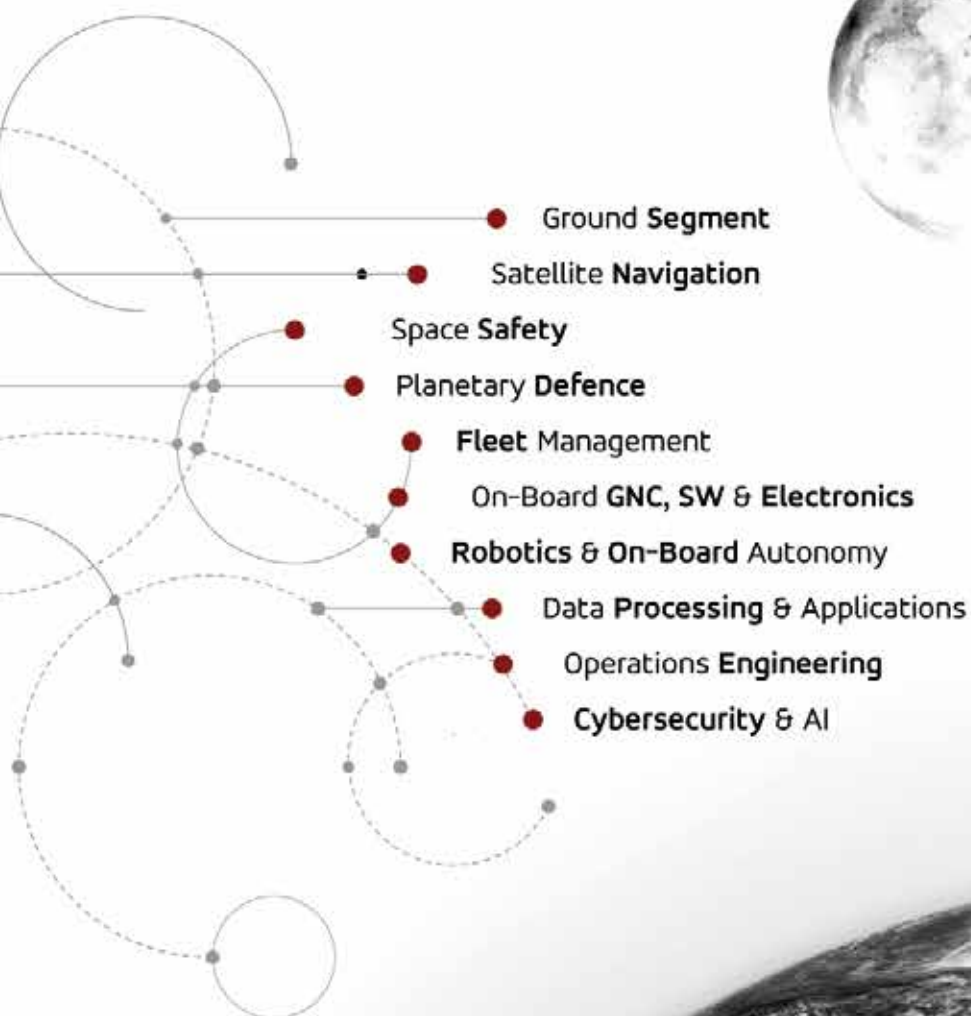 Ground Segment
Satellite Navigation
Space Safety
Planetary Defence
Fleet Management
On-Board GNC, SW & Electronics
Robotics & On-Board Autonomy
Data Processing & Applications
Operations Engineering
Cybersecurity & AI